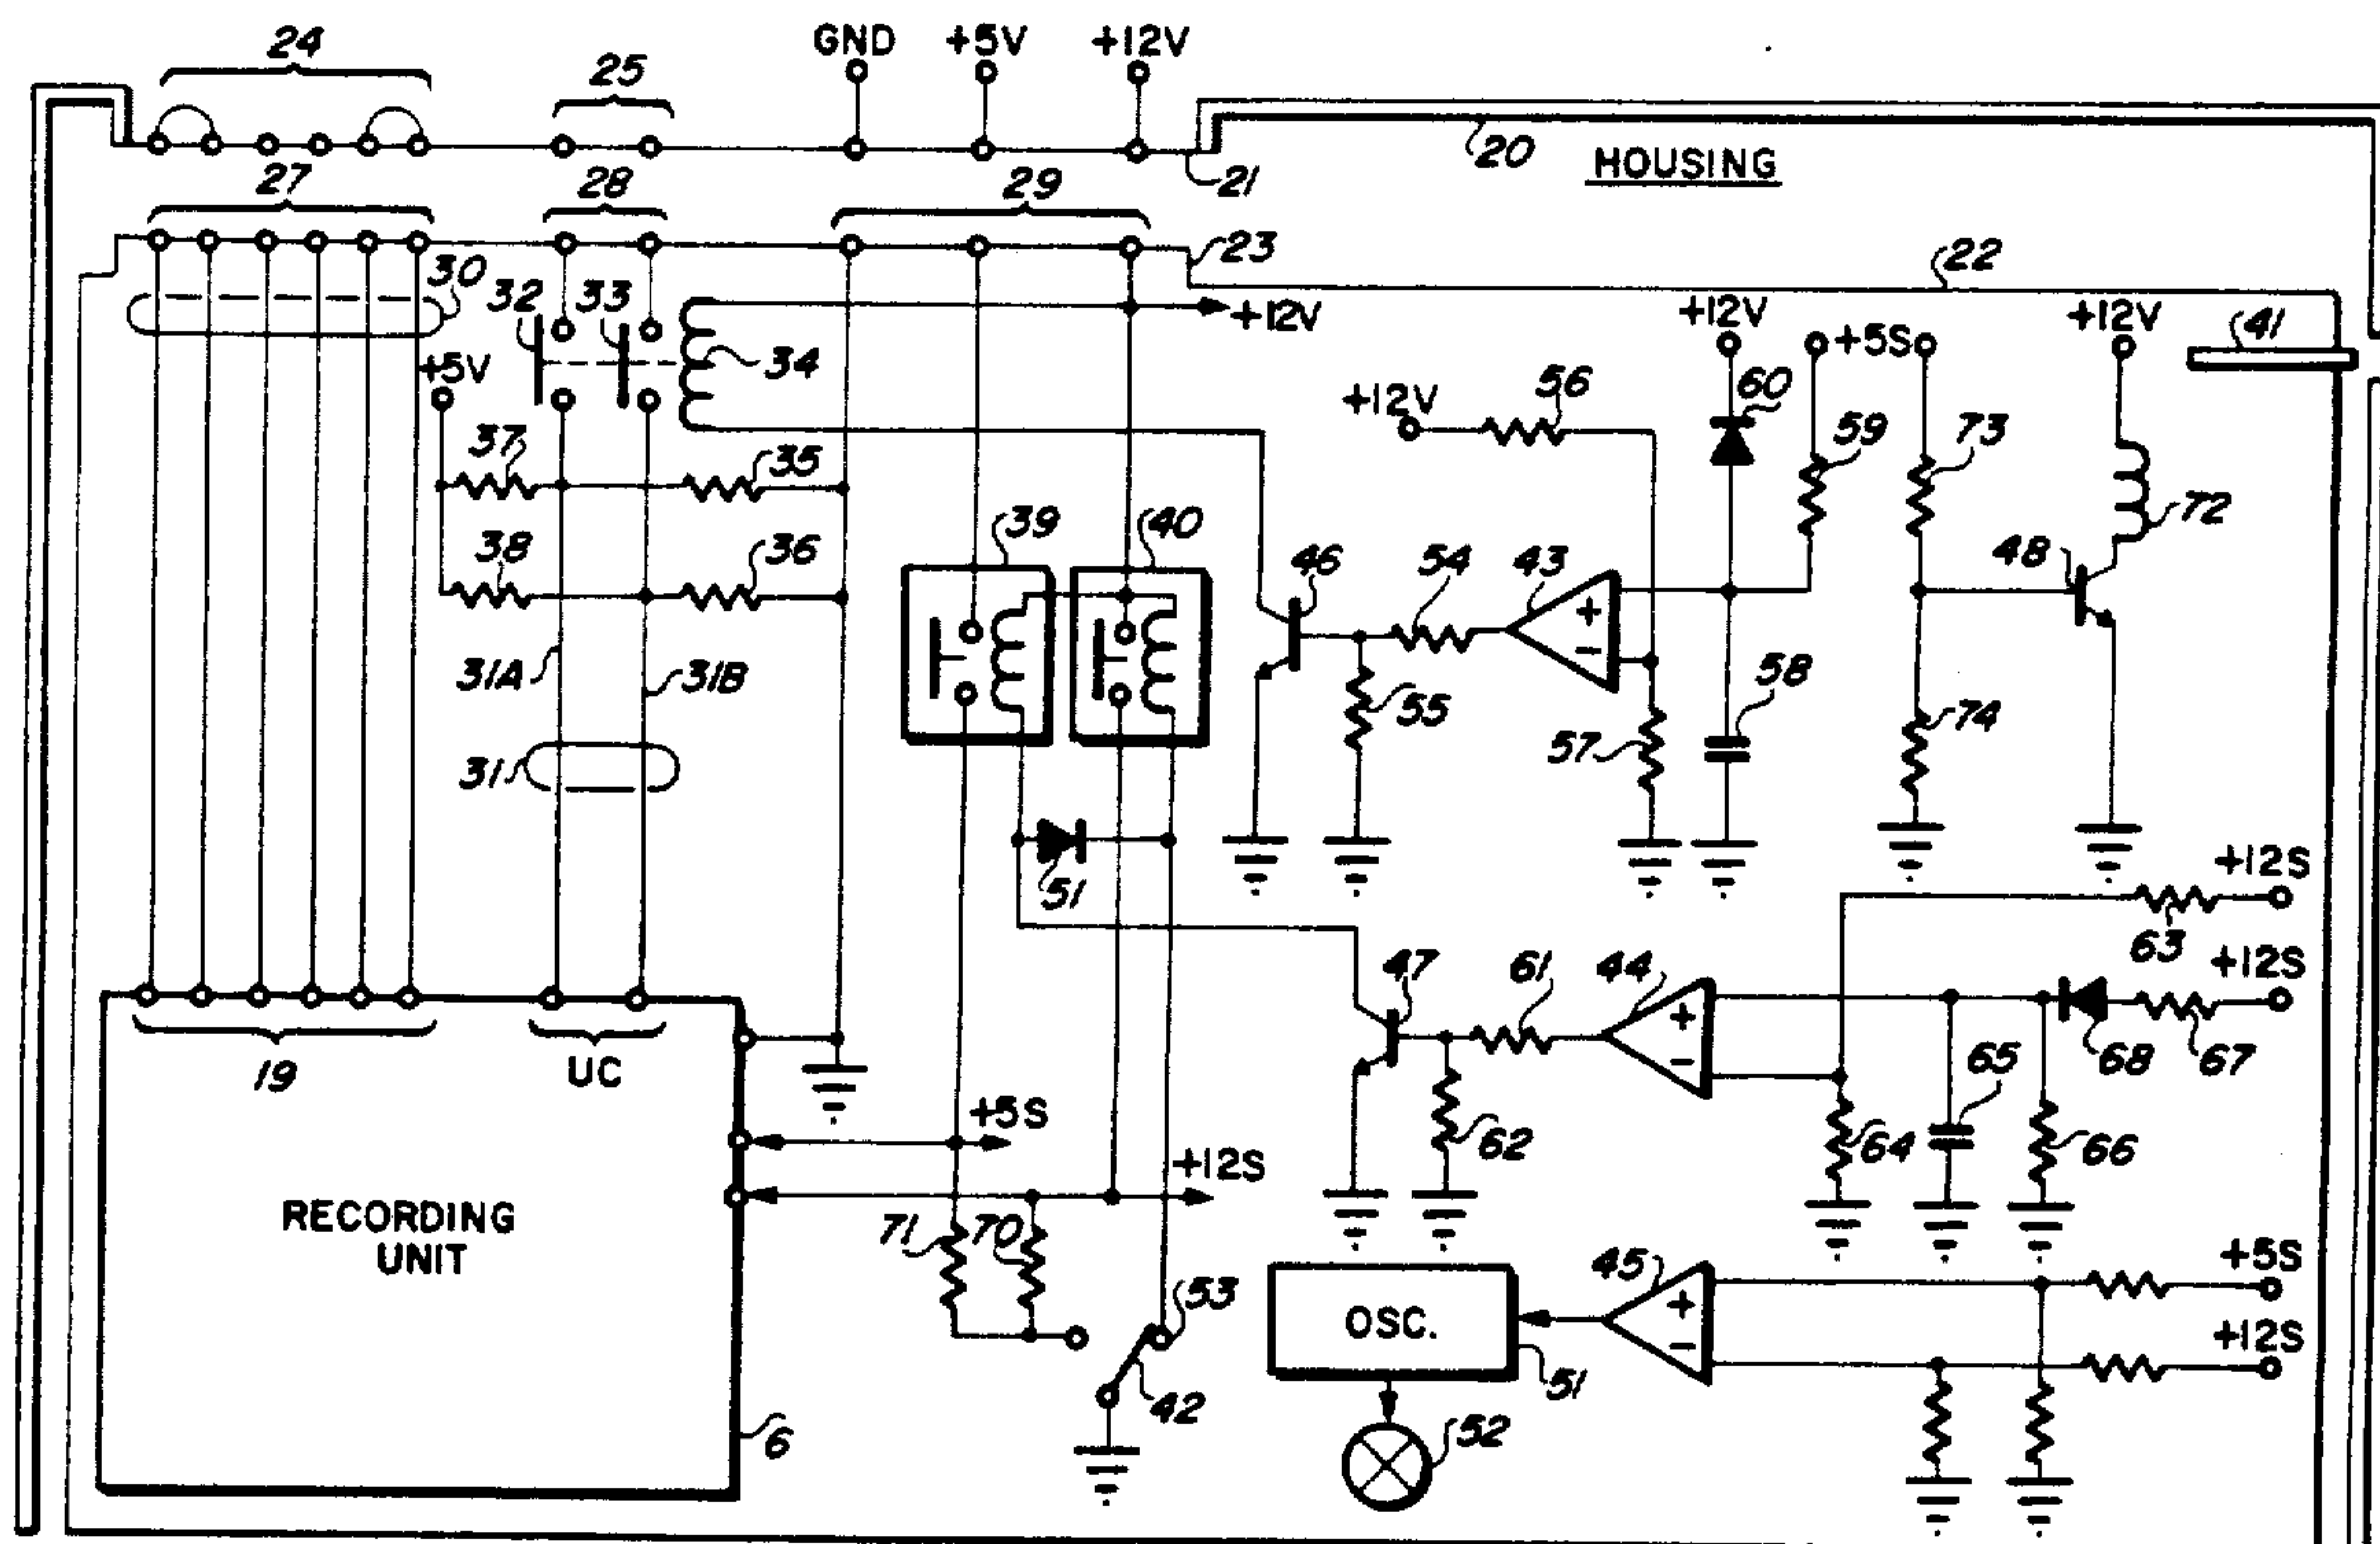 24
25
GND
+5V
+12V
20
HOUSING
21
27
28
29
30
32
33
23
22
+12V
34
+5V
+12V
+5S
+12V
41
60
56
+12V
59
73
37
35
72
38
36
39
40
46
54
43
48
+
−
31A
31B
55
58
57
74
31
51
+12S
63
+12S
47
61
44
+
−
65
68
67
19
UC
+5S
62
64
66
+12S
RECORDING
UNIT
71
70
53
45
+5S
OSC.
+
−
+12S
51
42
6
52